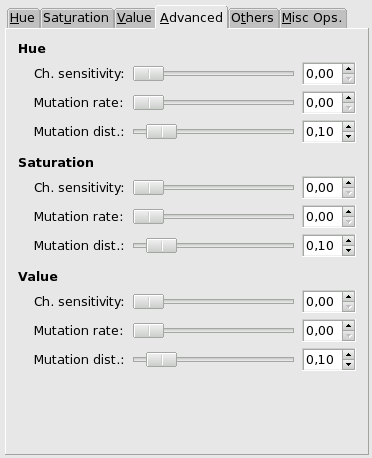 Hue Saturation Value Advanced Others Misc Ops.
Hue
Ch. sensitivity: 0,00
Mutation rate: 0,00
Mutation dist.: 0,10
Saturation
Ch. sensitivity: 0,00
Mutation rate: 0,00
Mutation dist.: 0,10
Value
Ch. sensitivity: 0,00
Mutation rate: 0,00
Mutation dist.: 0,10